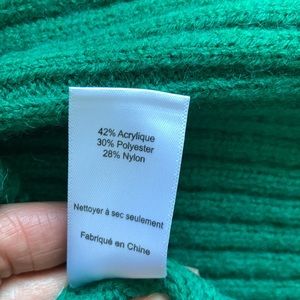 42% Acrylique
30% Polyester
28% Nylon
Nettoyer à sec seulement
Fabriqué en Chine